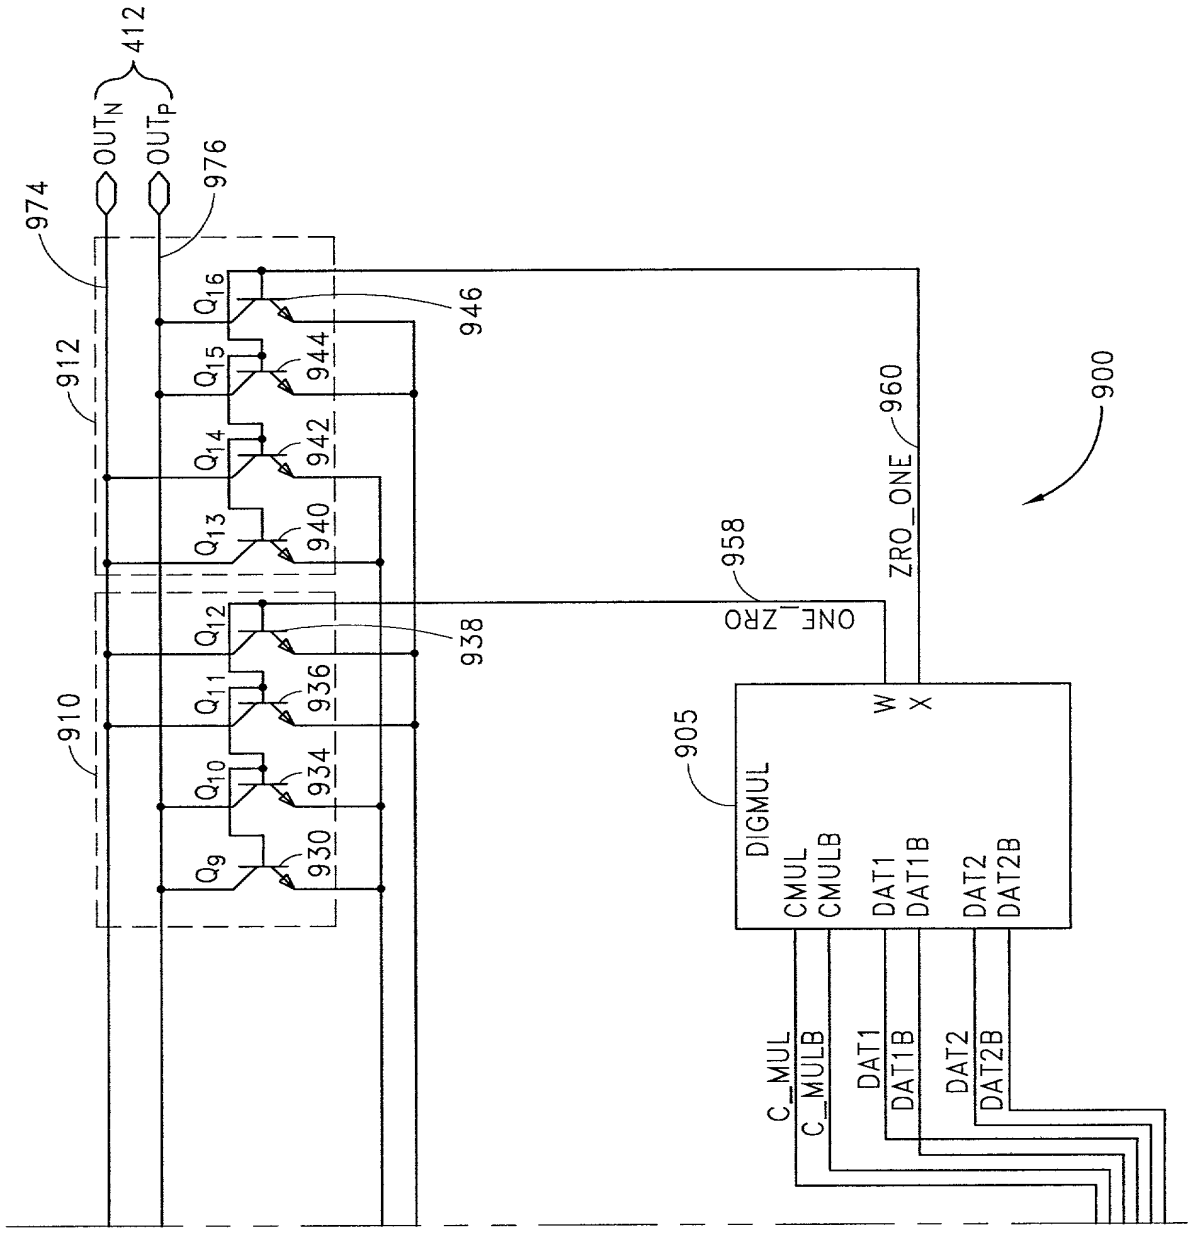 412
OUTN
OUTP
974
976
912
Q16
946
Q15
944
Q14
942
Q13
940
910
Q12
938
Q11
936
Q10
934
Q9
930
958
ONE_ZRO
960
ZRO_ONE
900
905
DIGMUL
W
X
CMUL
CMULB
DAT1
DAT1B
DAT2
DAT2B
C_MUL
C_MULB
DAT1
DAT1B
DAT2
DAT2B